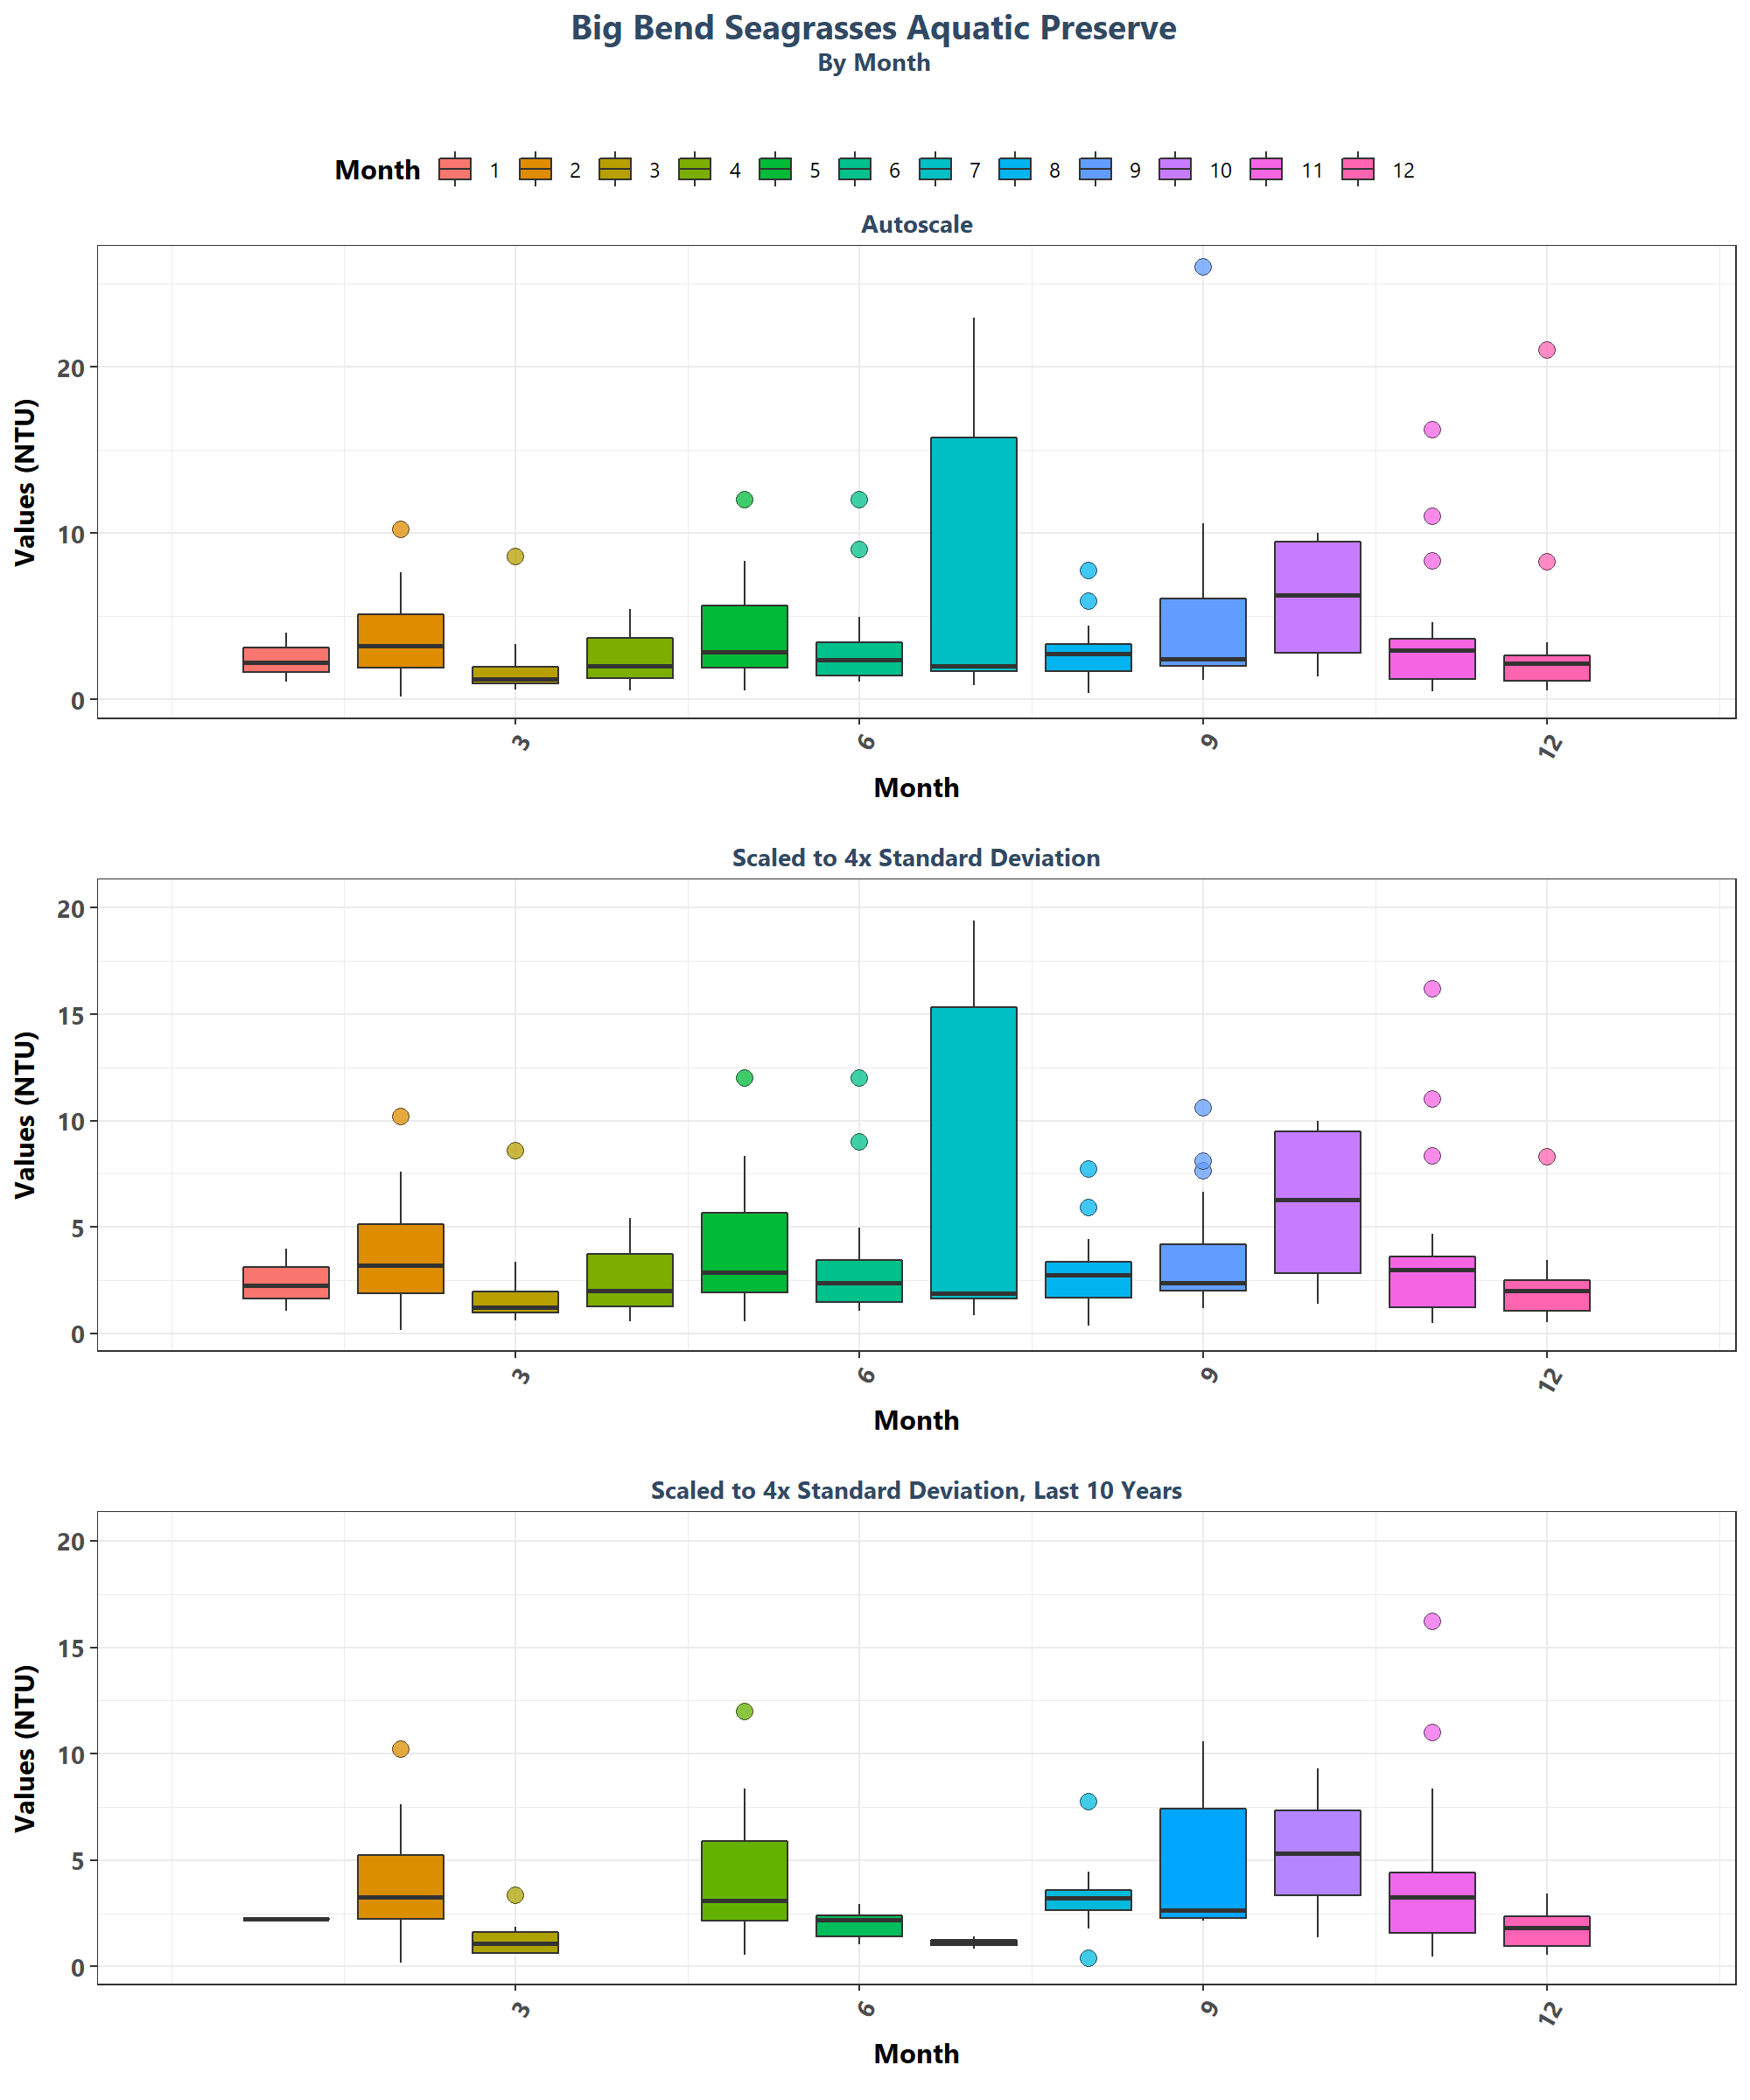 Big Bend Seagrasses Aquatic Preserve
By Month
Month 1 2 3 4 5 6 7 8 9 10 11 12
Autoscale
Values (NTU)
20
10
0
3 6 9 12
Month
Scaled to 4x Standard Deviation
Values (NTU)
20
15
10
5
0
3 6 9 12
Month
Scaled to 4x Standard Deviation, Last 10 Years
Values (NTU)
20
15
10
5
0
3 6 9 12
Month